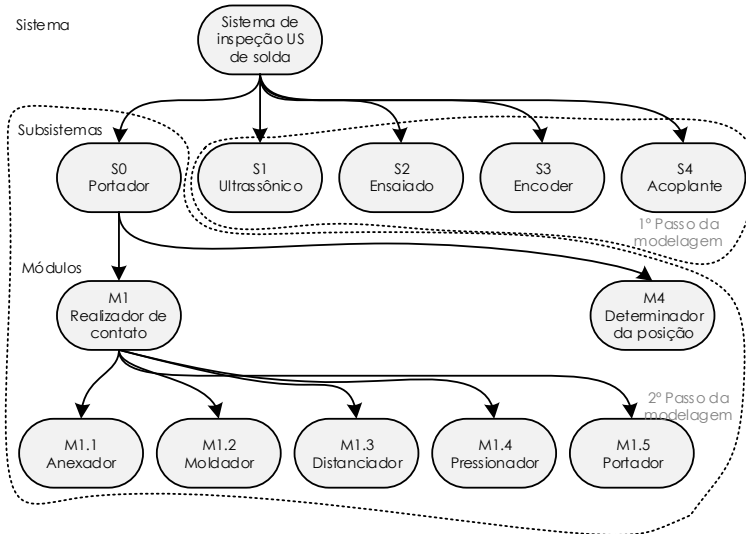 Sistema
Sistema de
inspeção US
de solda
Subsistemas
S0
Portador
S1
Ultrassônico
S2
Ensaiado
S3
Encoder
S4
Acoplante
1º Passo da
modelagem
Módulos
M1
Realizador de
contato
M4
Determinador
da posição
2º Passo da
modelagem
M1.1
Anexador
M1.2
Moldador
M1.3
Distanciador
M1.4
Pressionador
M1.5
Portador